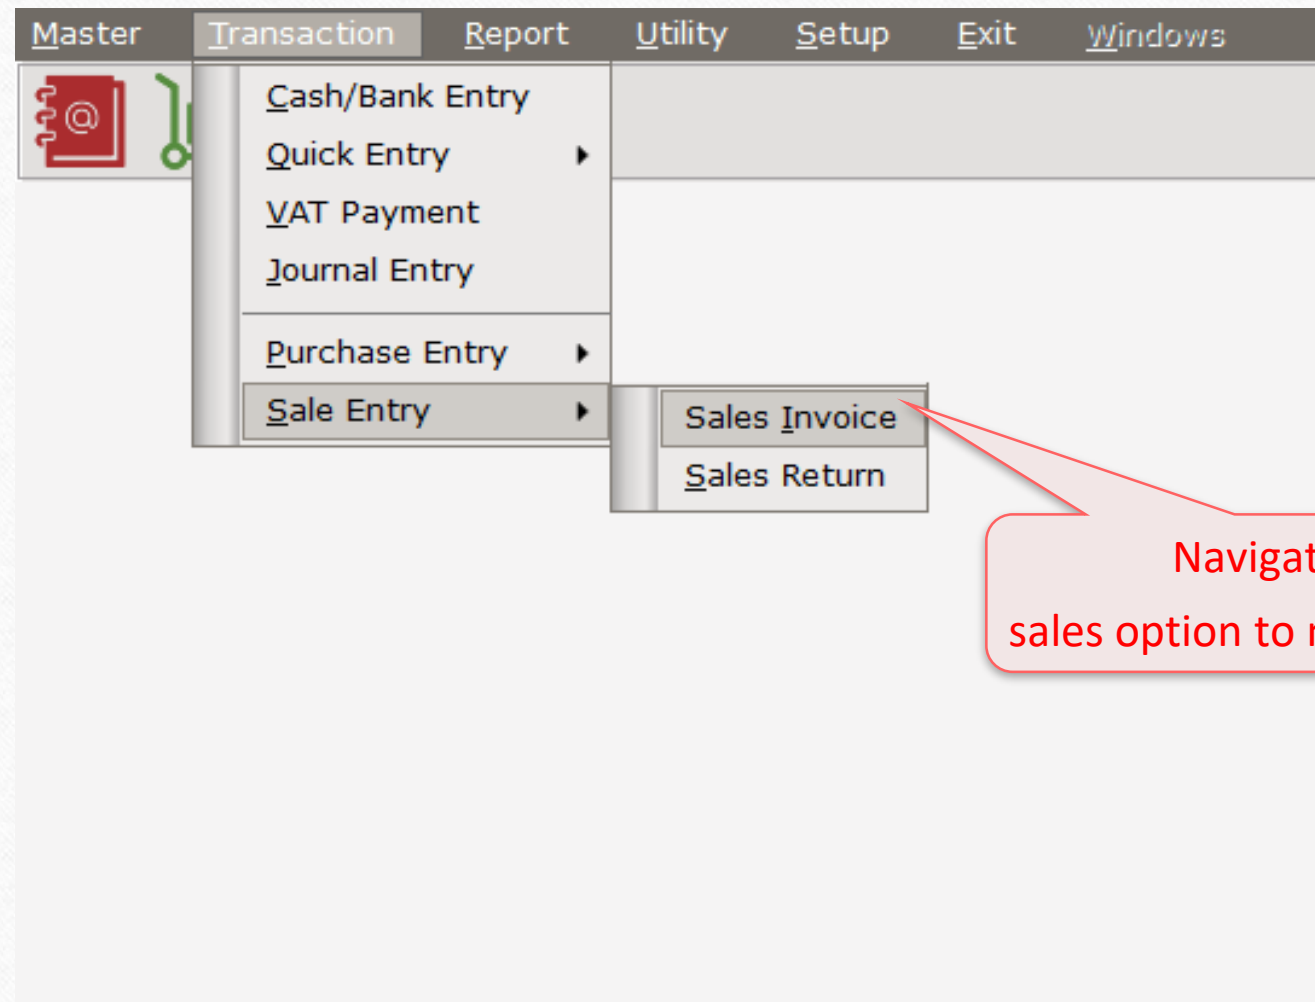 Master Transaction Report Utility Setup Exit Windows
@
Cash/Bank Entry
Quick Entry
VAT Payment
Journal Entry
Purchase Entry
Sale Entry
Sales Invoice
Sales Return
sales option to